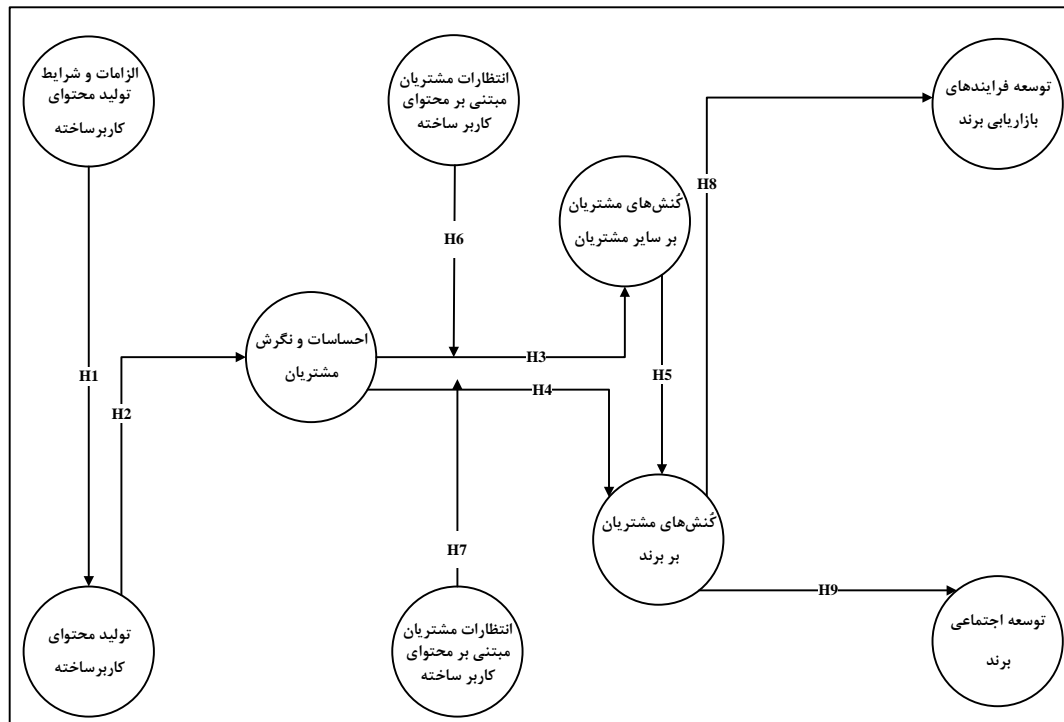 الزامات و شرایط
تولید محتوای
کاربرساخته
انتظارات مشتریان
مبتنی بر محتوای
کاربر ساخته
توسعه فرایندهای
بازاریابی برند
کُنش‌های مشتریان
بر سایر مشتریان
H8
H6
احساسات و نگرش
مشتریان
H3
H1
H5
H4
H2
کُنش‌های مشتریان
بر برند
H7
H9
تولید محتوای
کاربرساخته
انتظارات مشتریان
مبتنی بر محتوای
کاربر ساخته
توسعه اجتماعی
برند